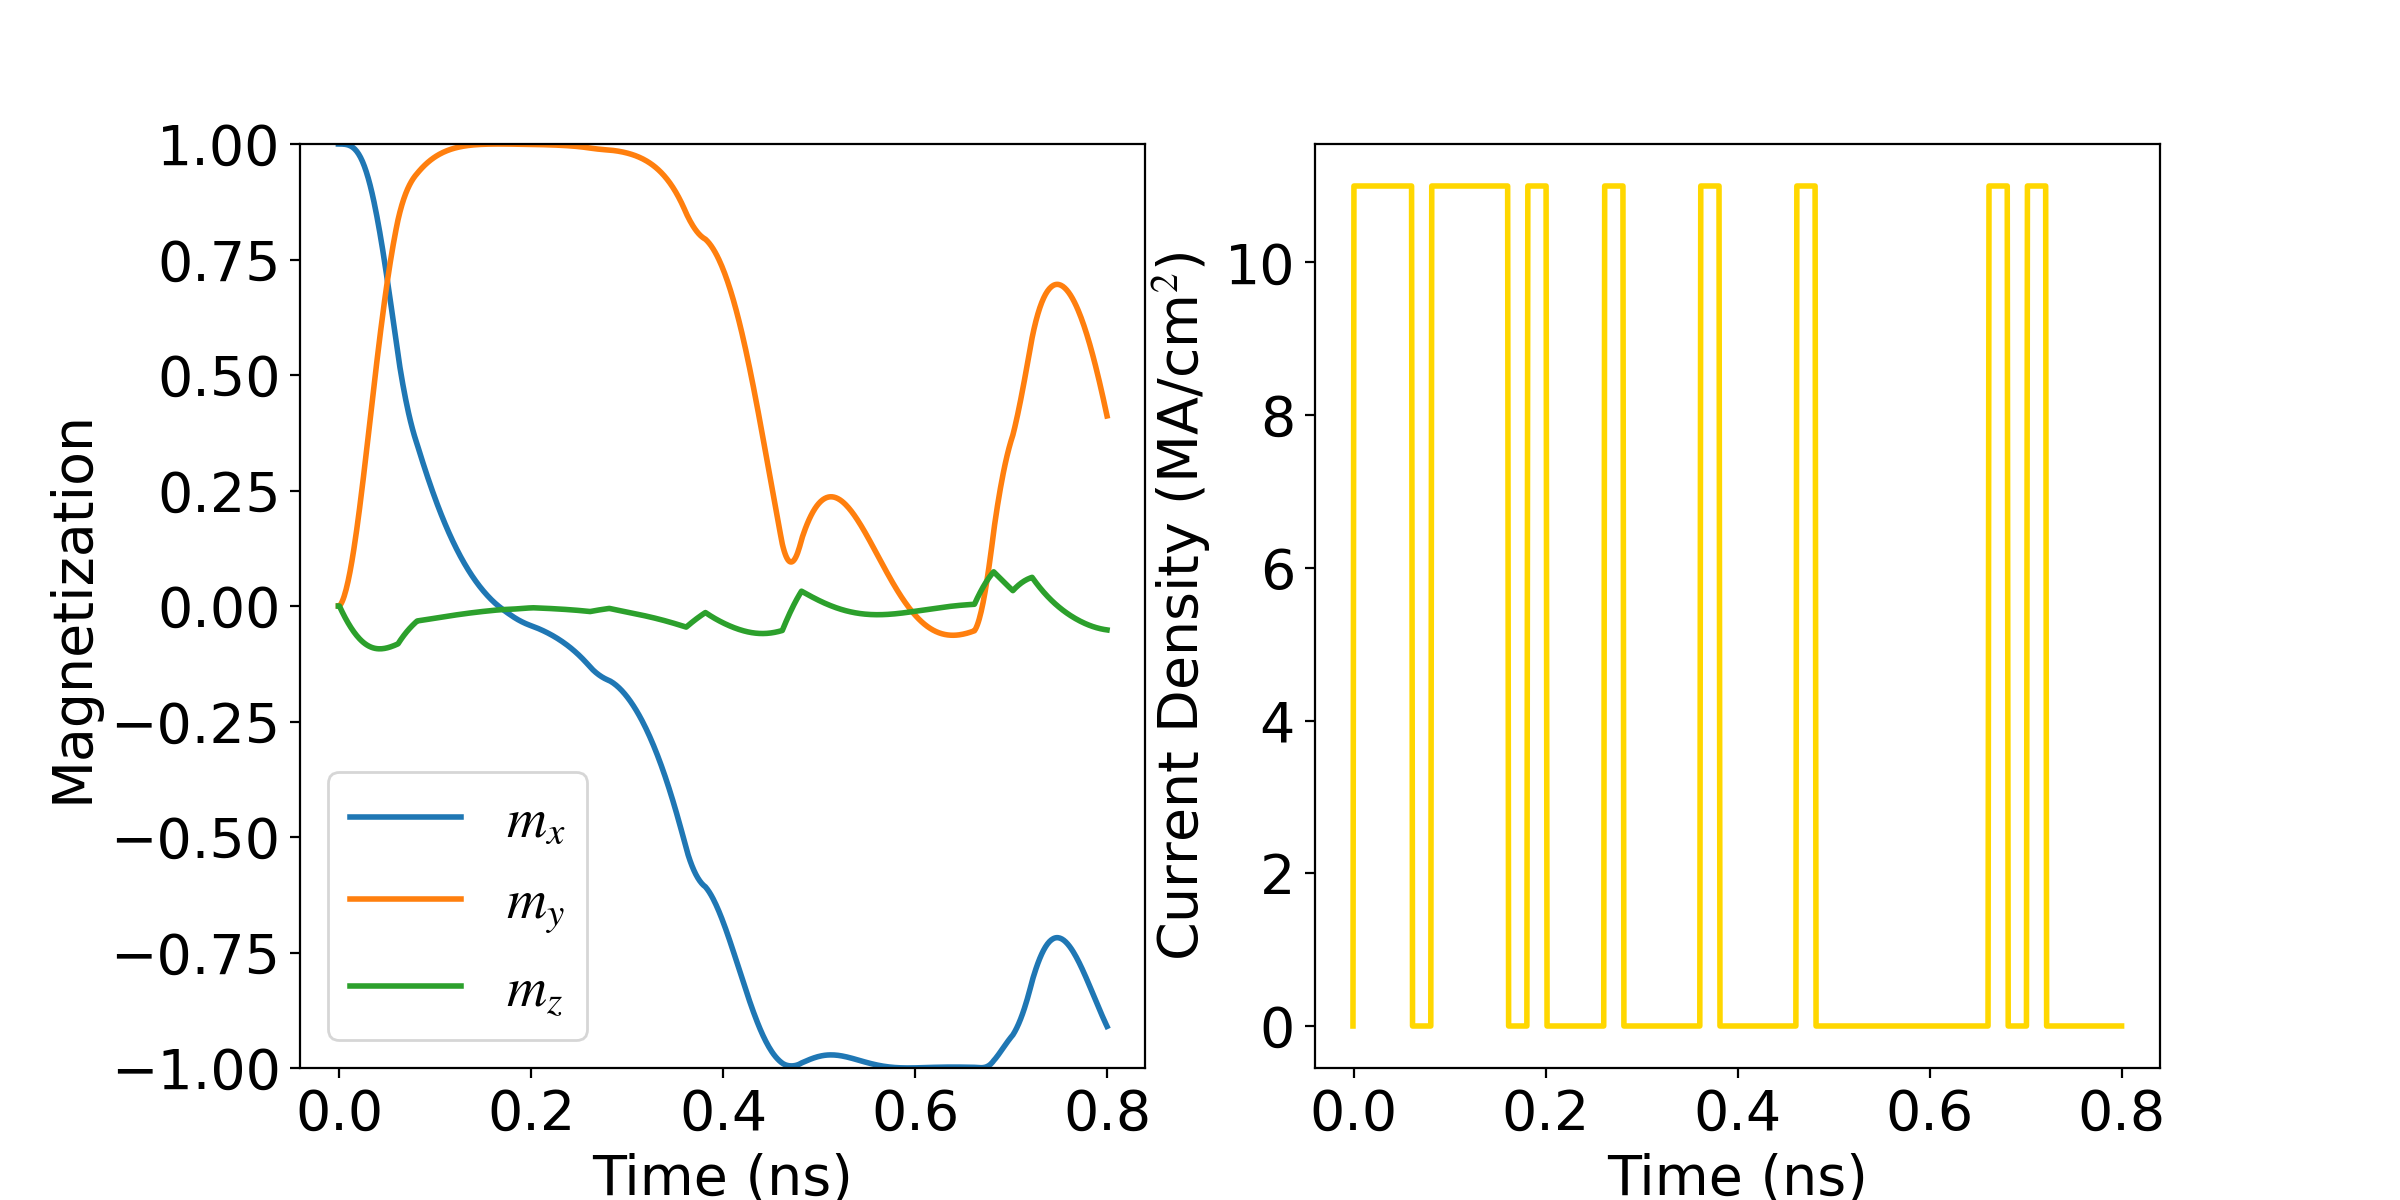 1.00
0.75
0.50
0.25
0.00
−0.25
−0.50
−0.75
−1.00
Magnetization
m_x
m_y
m_z
0.0 0.2 0.4 0.6 0.8
Time (ns)
10
8
6
4
2
0
Current Density (MA/cm²)
0.0 0.2 0.4 0.6 0.8
Time (ns)